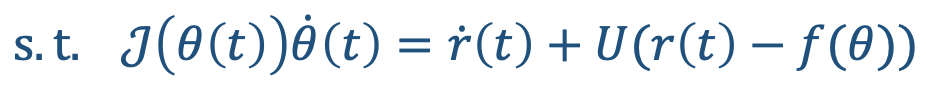 s. t. 𝒥(θ(t))θ̇(t) = ṙ(t) + U(r(t) − f(θ))